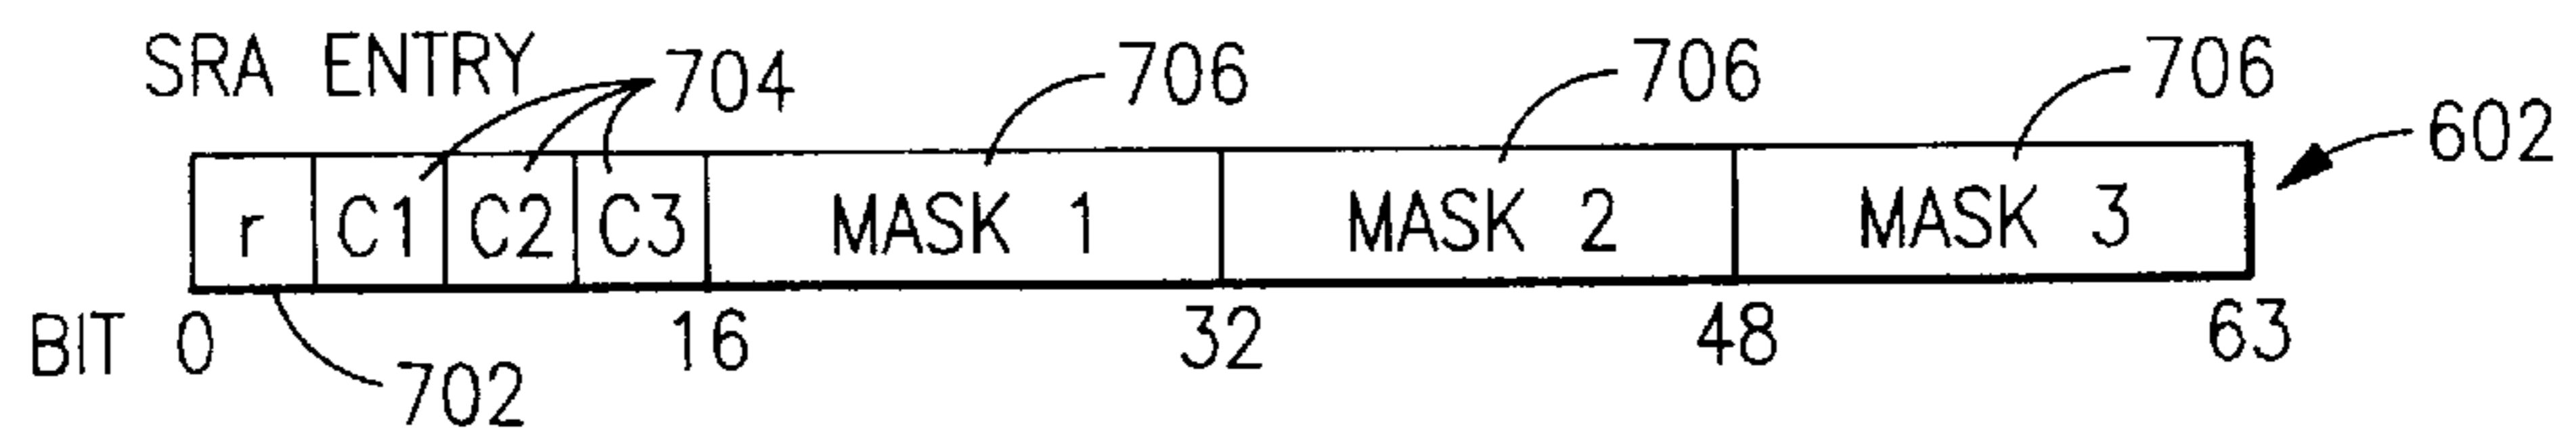 SRA ENTRY 704 706 706 706 602
r C1 C2 C3 MASK 1 MASK 2 MASK 3
BIT 0 16 32 48 63
702